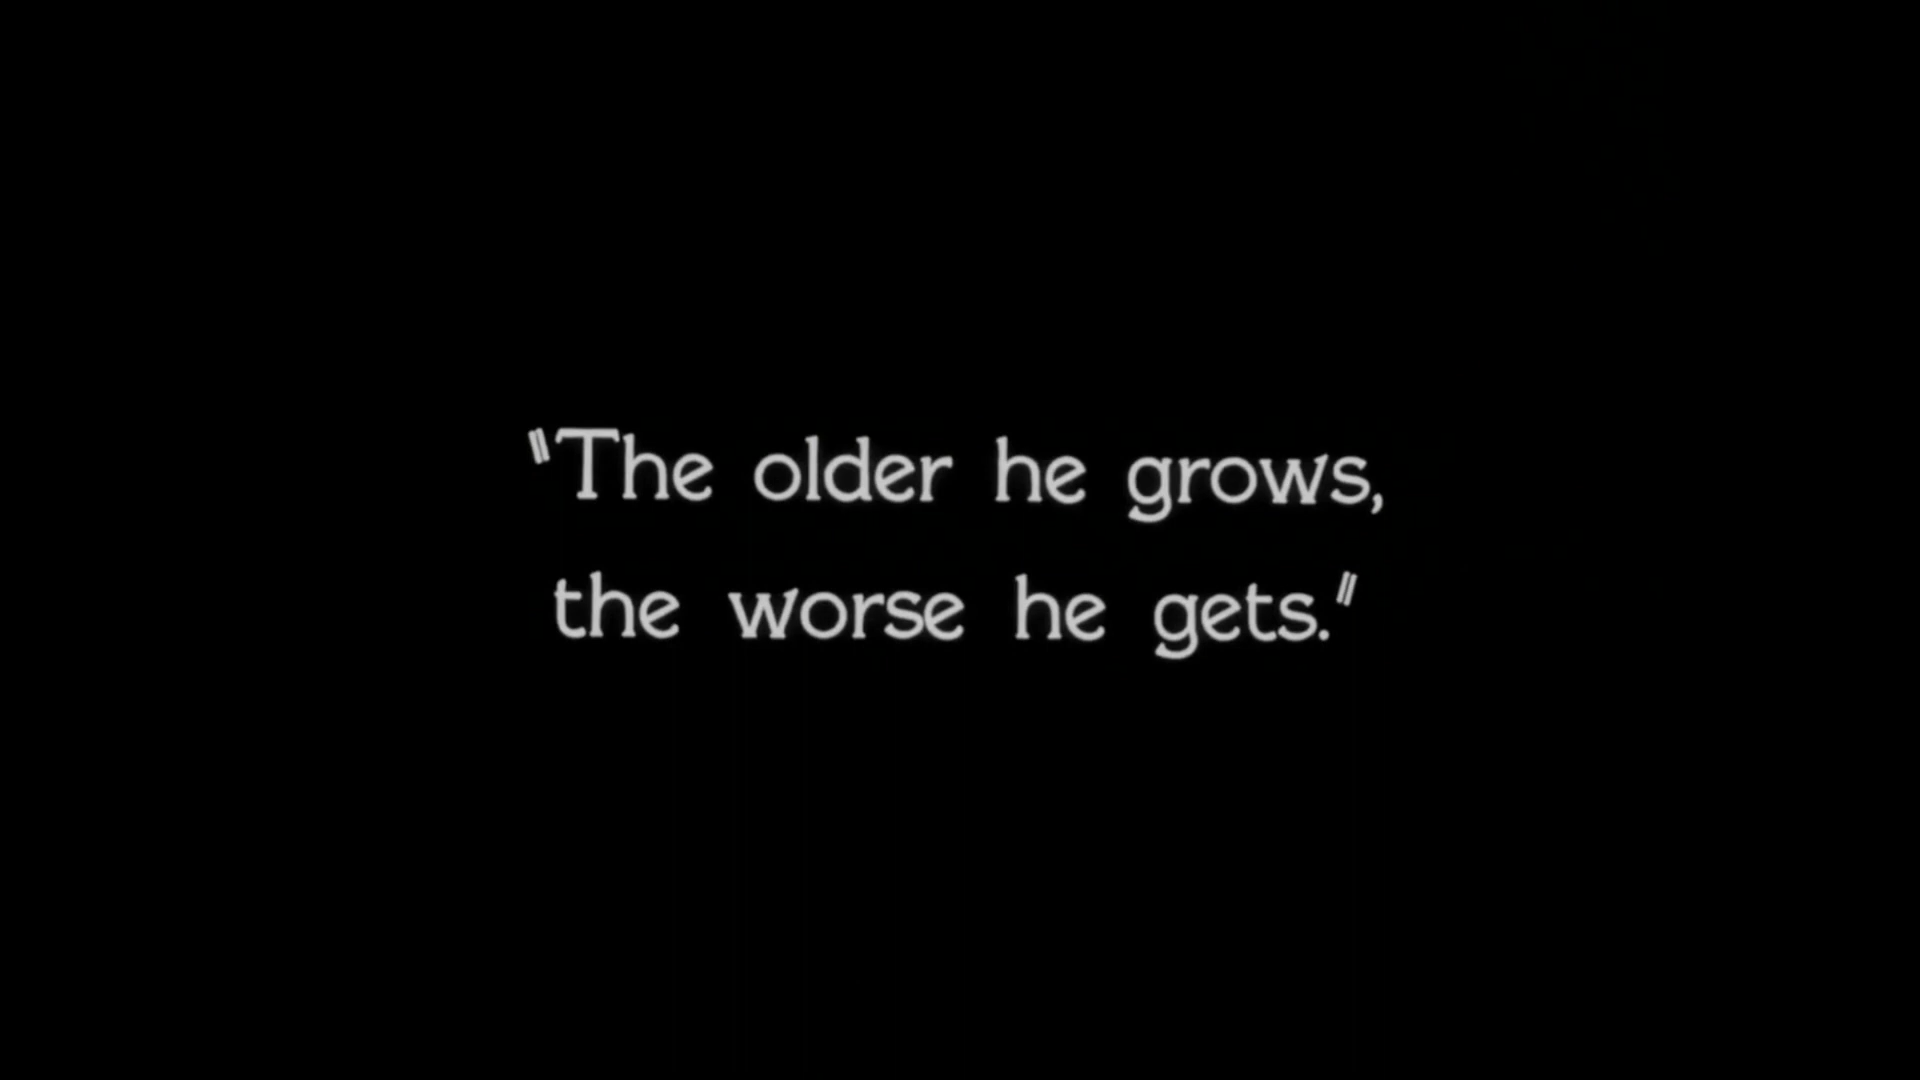 "The older he grows,
the worse he gets."